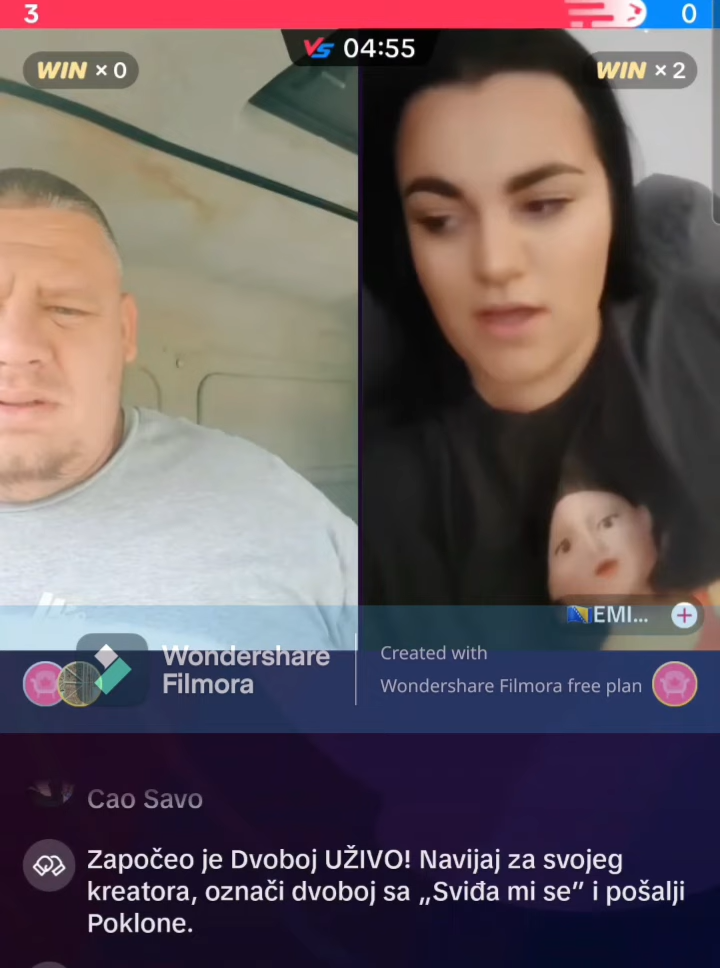 3
0
VS 04:55
WIN × 0
WIN × 2
EMI...
Wondershare
Filmora
Created with
Wondershare Filmora free plan
Cao Savo
Započeo je Dvoboj UŽIVO! Navijaj za svojeg
kreatora, označi dvoboj sa „Sviđa mi se” i pošalji
Poklone.